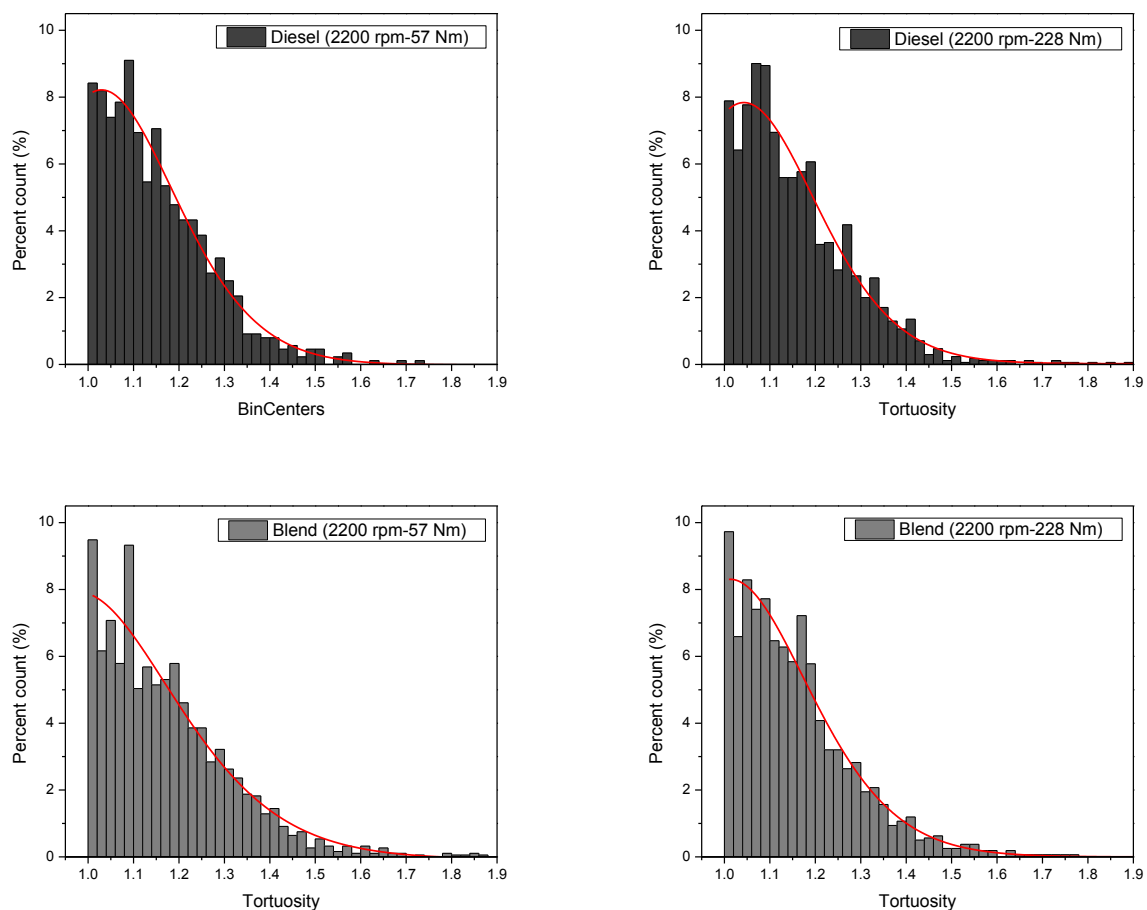 Diesel (2200 rpm-57 Nm)
Percent count (%)
10
8
6
4
2
0
1.0 1.1 1.2 1.3 1.4 1.5 1.6 1.7 1.8 1.9
BinCenters
Diesel (2200 rpm-228 Nm)
Percent count (%)
10
8
6
4
2
0
1.0 1.1 1.2 1.3 1.4 1.5 1.6 1.7 1.8 1.9
Tortuosity
Blend (2200 rpm-57 Nm)
Percent count (%)
10
8
6
4
2
0
1.0 1.1 1.2 1.3 1.4 1.5 1.6 1.7 1.8 1.9
Tortuosity
Blend (2200 rpm-228 Nm)
Percent count (%)
10
8
6
4
2
0
1.0 1.1 1.2 1.3 1.4 1.5 1.6 1.7 1.8 1.9
Tortuosity